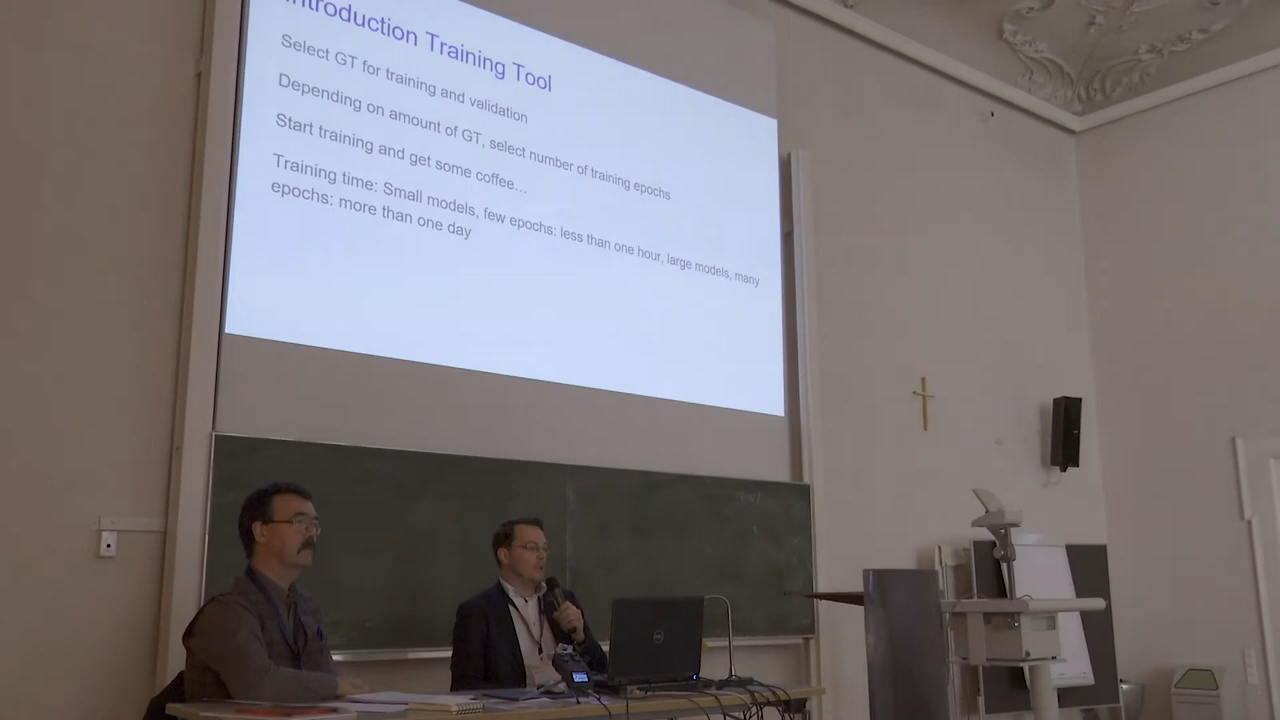 Introduction Training Tool
Select GT for training and validation
Depending on amount of GT, select number of training epochs
Start training and get some coffee...
Training time: Small models, few epochs: less than one hour, large models, many
epochs: more than one day
DELL